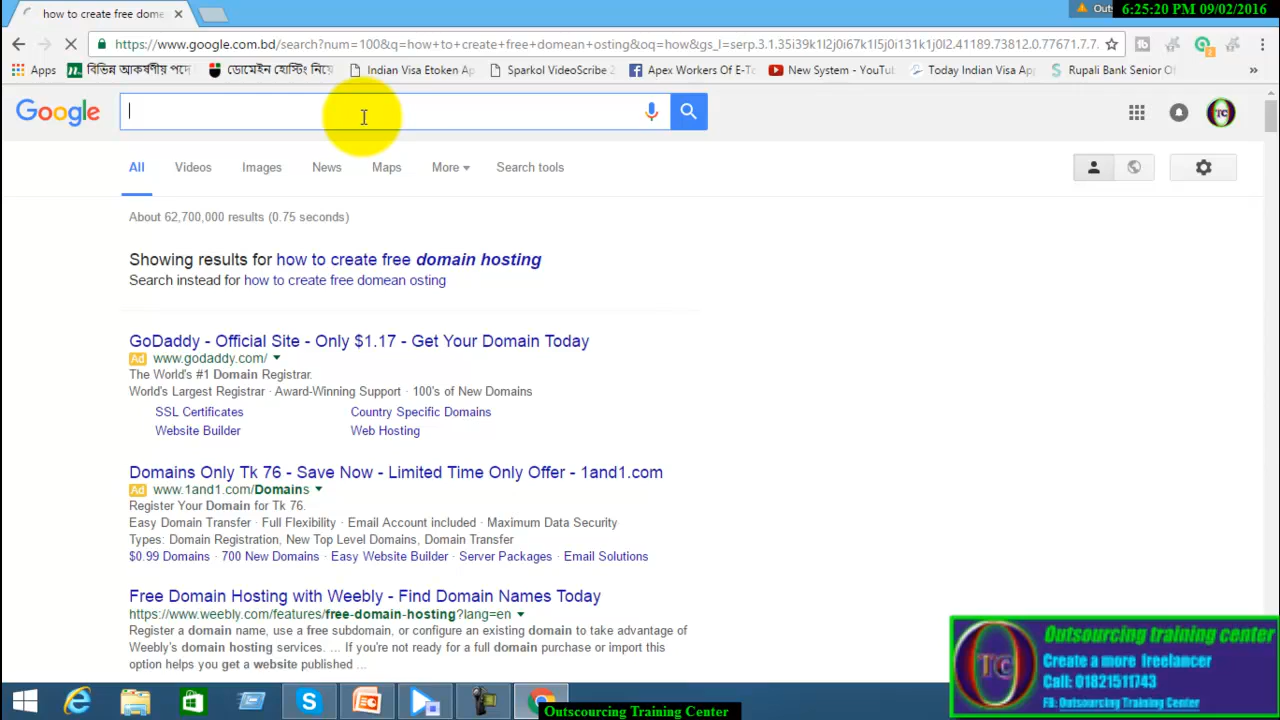 how to create free dome
Outs
6:25:20 PM 09/02/2016
https://www.google.com.bd/search?num=100&q=how+to+create+free+domean+osting&oq=how&gs_l=serp.3.1.35i39k1l2j0i67k1l5j0i131k1j0l2.41189.73812.0.77671.7.7.
Apps
বিভিন্ন আকর্ষণীয় পদে
ডোমেইন হোস্টিং নিয়ে
Indian Visa Etoken Ap
Sparkol VideoScribe 2
Apex Workers Of E-T
New System - YouTu
Today Indian Visa Ap
Rupali Bank Senior Of
»
Google
All Videos Images News Maps More Search tools
About 62,700,000 results (0.75 seconds)
Showing results for how to create free domain hosting
Search instead for how to create free domean osting
GoDaddy - Official Site - Only $1.17 - Get Your Domain Today
Ad www.godaddy.com/
The World's #1 Domain Registrar.
World's Largest Registrar · Award-Winning Support · 100's of New Domains
SSL Certificates Country Specific Domains
Website Builder Web Hosting
Domains Only Tk 76 - Save Now - Limited Time Only Offer - 1and1.com
Ad www.1and1.com/Domains
Register Your Domain for Tk 76.
Easy Domain Transfer · Full Flexibility · Email Account included · Maximum Data Security
Types: Domain Registration, New Top Level Domains, Domain Transfer
$0.99 Domains · 700 New Domains · Easy Website Builder · Server Packages · Email Solutions
Free Domain Hosting with Weebly - Find Domain Names Today
https://www.weebly.com/features/free-domain-hosting?lang=en
Register a domain name, use a free subdomain, or configure an existing domain to take advantage of
Weebly's domain hosting services. ... If you're not ready for a full domain purchase or import this
option helps you get a website published ...
OTC
Outsourcing training center
Create a more freelancer
Call: 01821511743
FB: Outsourcing Training Center
Outscourcing Training Center